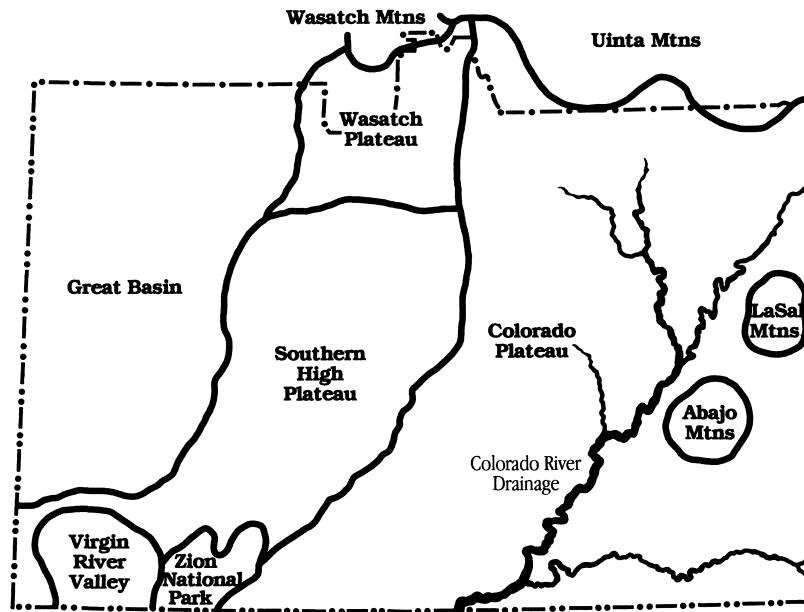 Wasatch Mtns
Uinta Mtns
Wasatch
Plateau
Great Basin
LaSal
Mtns
Colorado
Plateau
Southern
High
Plateau
Abajo
Mtns
Colorado River
Drainage
Virgin
River
Valley
Zion
National
Park